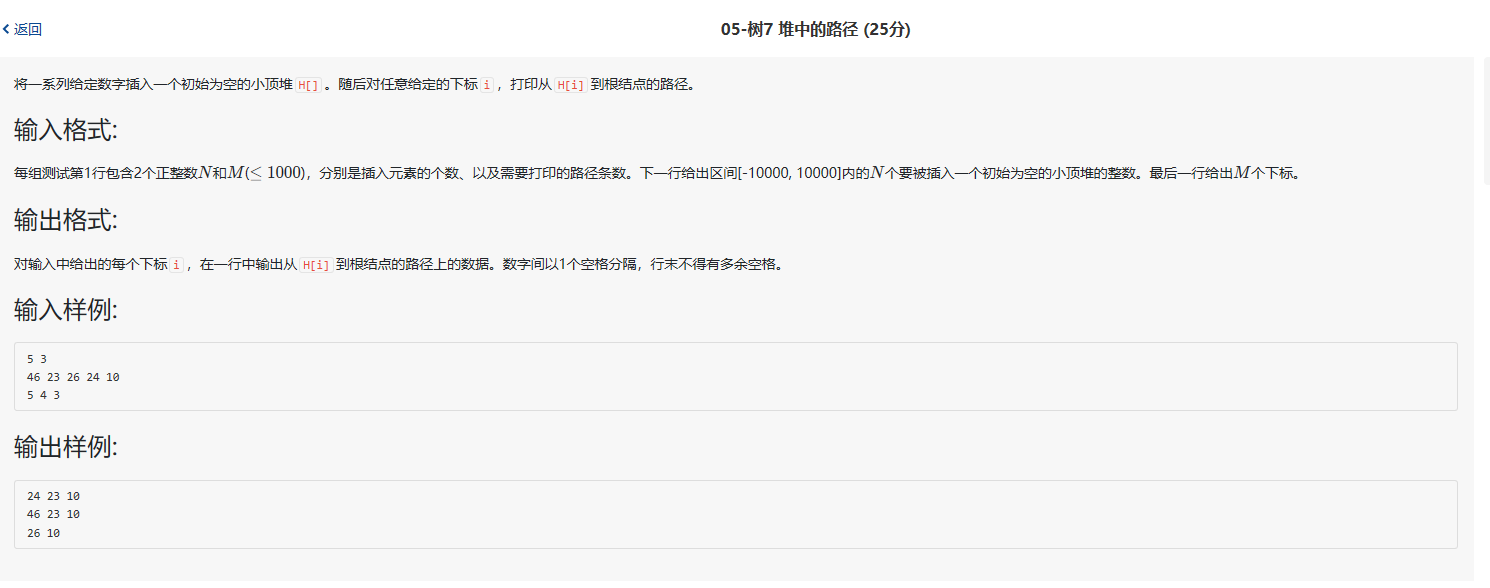 返回
05-树7 堆中的路径 (25分)
将一系列给定数字插入一个初始为空的小顶堆H[]。随后对任意给定的下标i，打印从H[i]到根结点的路径。
输入格式:
每组测试第1行包含2个正整数N和M(≤1000)，分别是插入元素的个数、以及需要打印的路径条数。下一行给出区间[-10000, 10000]内的N个要被插入一个初始为空的小顶堆的整数。最后一行给出M个下标。
输出格式:
对输入中给出的每个下标i，在一行中输出从H[i]到根结点的路径上的数据。数字间以1个空格分隔，行末不得有多余空格。
输入样例:
5 3
46 23 26 24 10
5 4 3
输出样例:
24 23 10
46 23 10
26 10